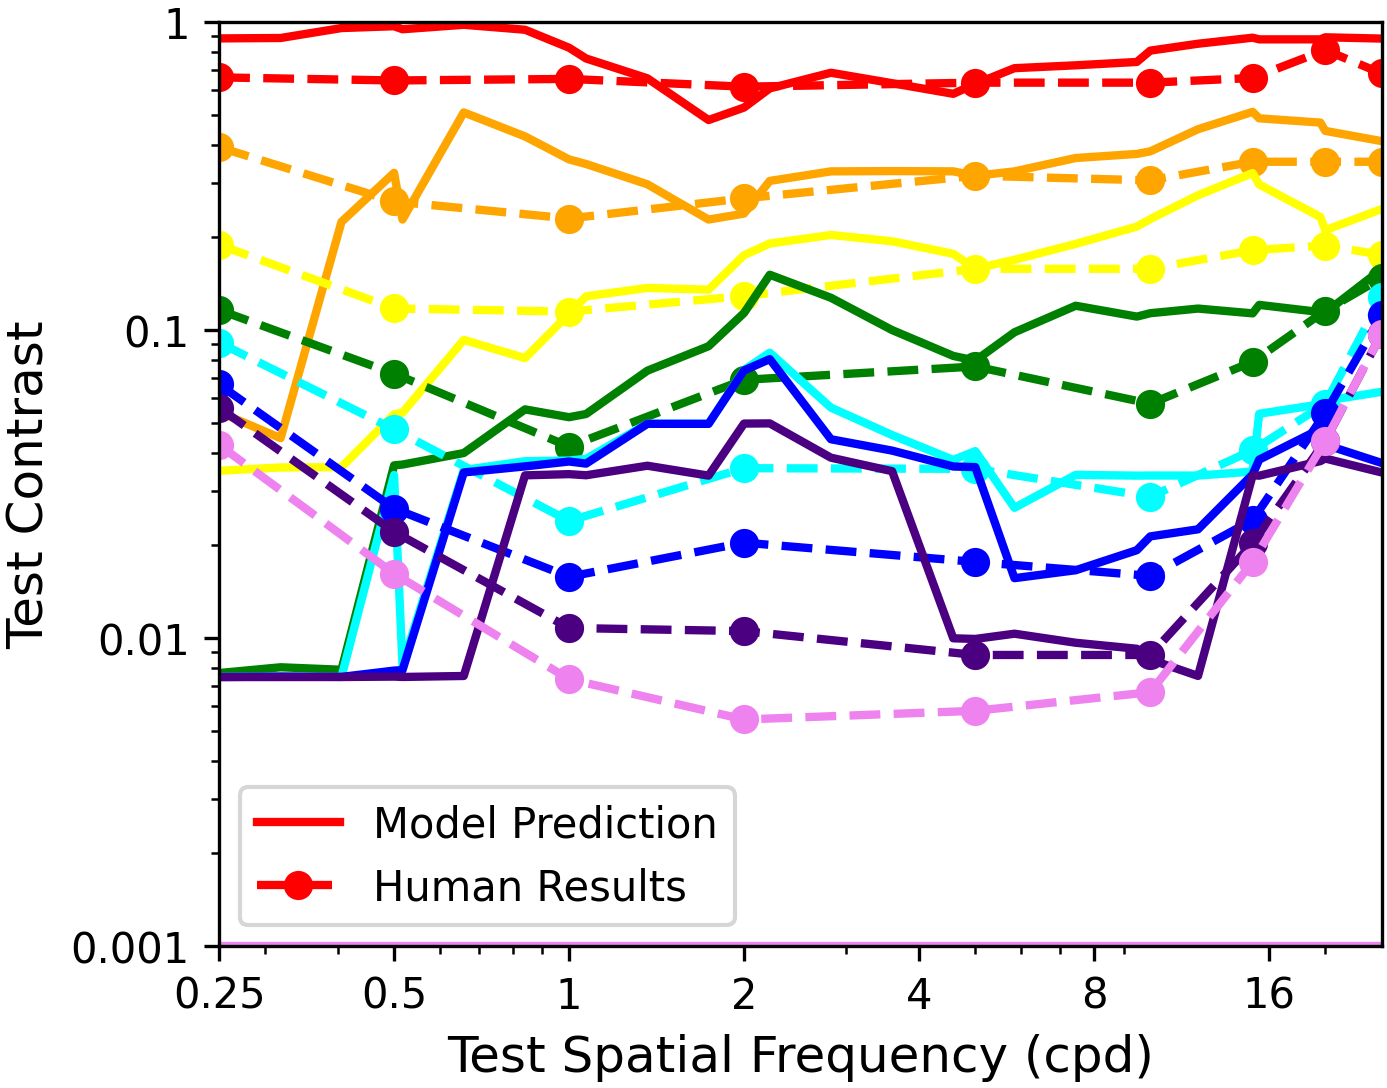 1
0.1
0.01
0.001
Test Contrast
Model Prediction
Human Results
0.25 0.5 1 2 4 8 16
Test Spatial Frequency (cpd)